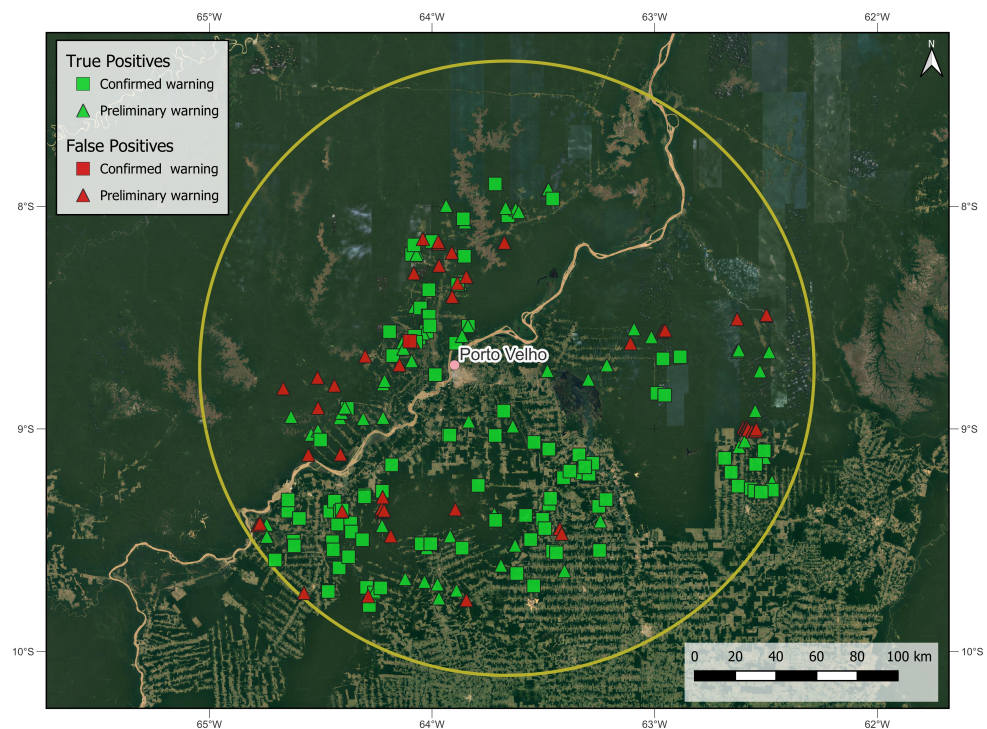 65°W 64°W 63°W 62°W
N
True Positives
Confirmed warning
Preliminary warning
False Positives
Confirmed warning
Preliminary warning
8°S 8°S
Porto Velho
9°S 9°S
10°S 10°S
0 20 40 60 80 100 km
65°W 64°W 63°W 62°W